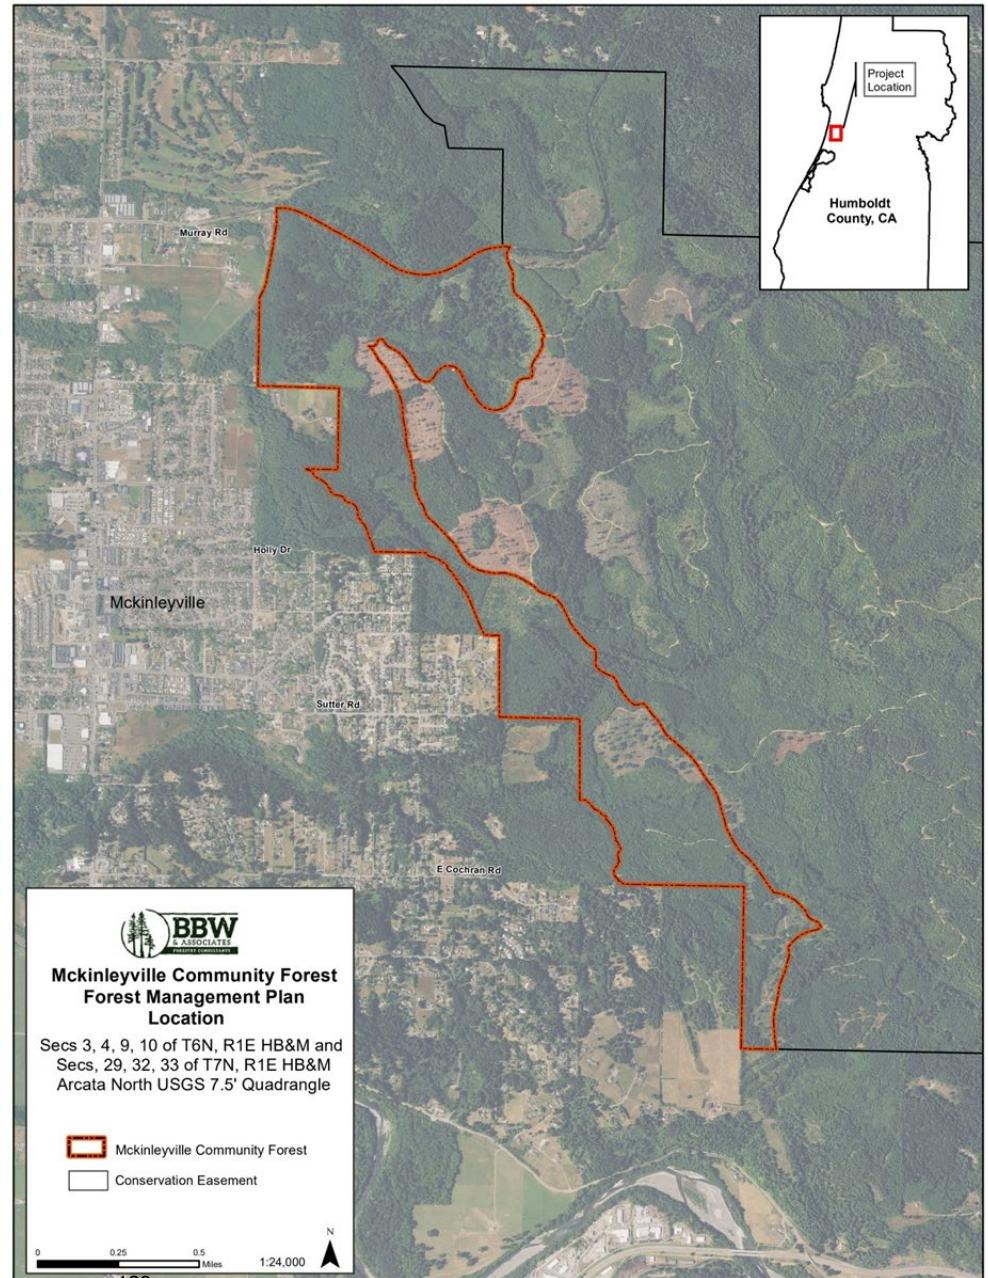 Project
Location
Humboldt
County, CA
Murray Rd
Holly Dr
Mckinleyville
Sutter Rd
E Cochran Rd
BBW
& ASSOCIATES
FORESTRY CONSULTANTS
Mckinleyville Community Forest
Forest Management Plan
Location
Secs 3, 4, 9, 10 of T6N, R1E HB&M and
Secs, 29, 32, 33 of T7N, R1E HB&M
Arcata North USGS 7.5' Quadrangle
Mckinleyville Community Forest
Conservation Easement
N
0 0.25 0.5
Miles
1:24,000